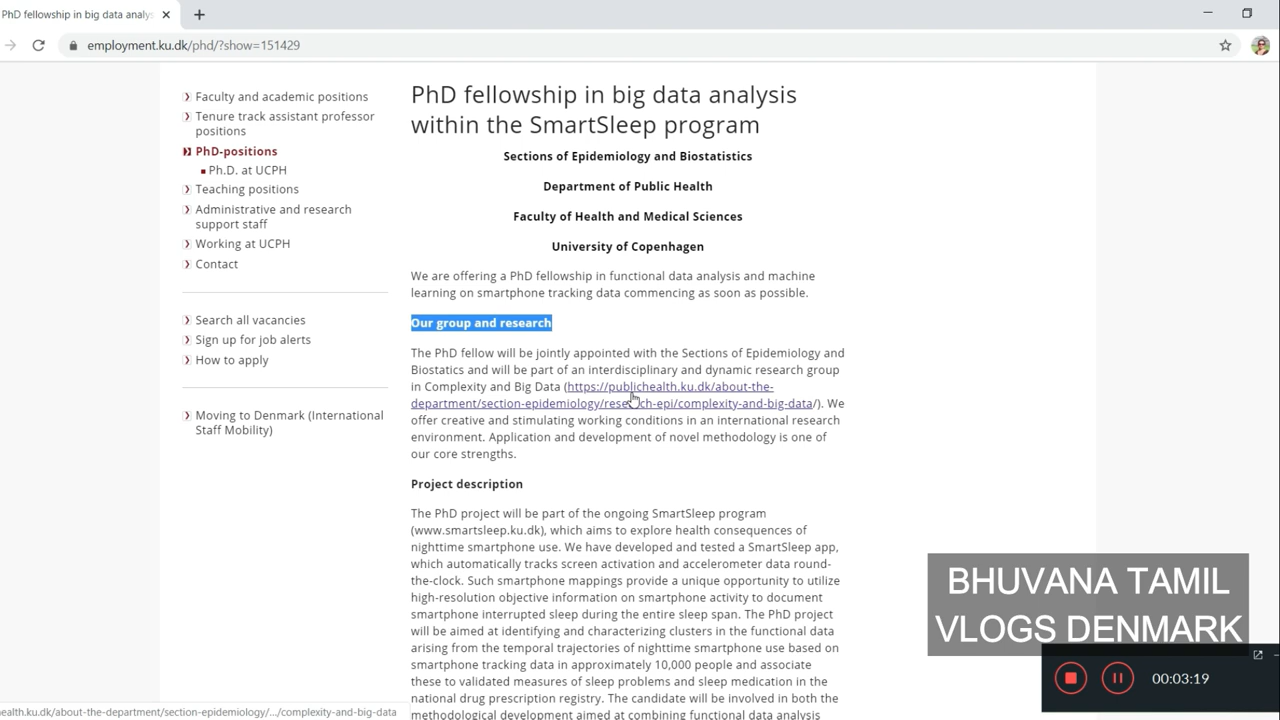 PhD fellowship in big data analys
employment.ku.dk/phd/?show=151429
Faculty and academic positions
Tenure track assistant professor
positions
PhD-positions
Ph.D. at UCPH
Teaching positions
Administrative and research
support staff
Working at UCPH
Contact
Search all vacancies
Sign up for job alerts
How to apply
Moving to Denmark (International
Staff Mobility)
PhD fellowship in big data analysis
within the SmartSleep program
Sections of Epidemiology and Biostatistics
Department of Public Health
Faculty of Health and Medical Sciences
University of Copenhagen
We are offering a PhD fellowship in functional data analysis and machine
learning on smartphone tracking data commencing as soon as possible.
Our group and research
The PhD fellow will be jointly appointed with the Sections of Epidemiology and
Biostatics and will be part of an interdisciplinary and dynamic research group
in Complexity and Big Data (https://publichealth.ku.dk/about-the-
department/section-epidemiology/research-epi/complexity-and-big-data/). We
offer creative and stimulating working conditions in an international research
environment. Application and development of novel methodology is one of
our core strengths.
Project description
The PhD project will be part of the ongoing SmartSleep program
(www.smartsleep.ku.dk), which aims to explore health consequences of
nighttime smartphone use. We have developed and tested a SmartSleep app,
which automatically tracks screen activation and accelerometer data round-
the-clock. Such smartphone mappings provide a unique opportunity to utilize
high-resolution objective information on smartphone activity to document
smartphone interrupted sleep during the entire sleep span. The PhD project
will be aimed at identifying and characterizing clusters in the functional data
arising from the temporal trajectories of nighttime smartphone use based on
smartphone tracking data in approximately 10,000 people and associate
these to validated measures of sleep problems and sleep medication in the
national drug prescription registry. The candidate will be involved in both the
methodological development aimed at combining functional data analysis
ealth.ku.dk/about-the-department/section-epidemiology/.../complexity-and-big-data
BHUVANA TAMIL
VLOGS DENMARK
00:03:19